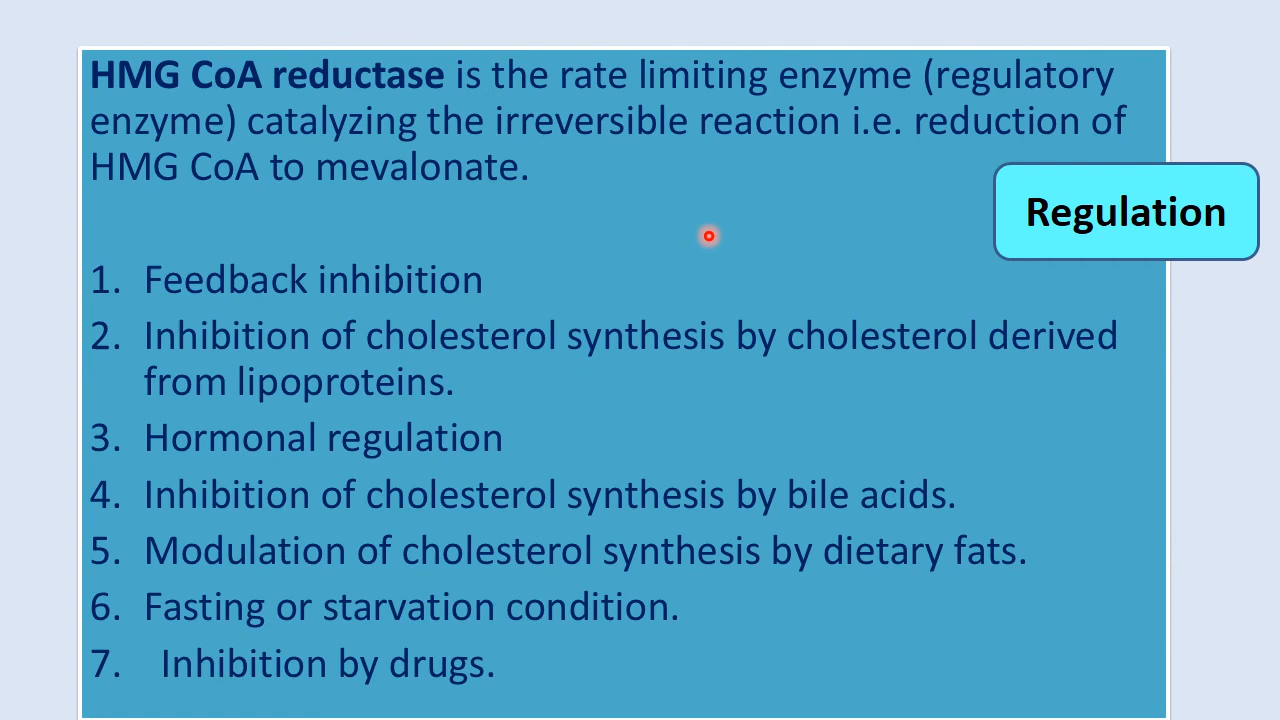 HMG CoA reductase is the rate limiting enzyme (regulatory
enzyme) catalyzing the irreversible reaction i.e. reduction of
HMG CoA to mevalonate.
Regulation
1. Feedback inhibition
2. Inhibition of cholesterol synthesis by cholesterol derived
from lipoproteins.
3. Hormonal regulation
4. Inhibition of cholesterol synthesis by bile acids.
5. Modulation of cholesterol synthesis by dietary fats.
6. Fasting or starvation condition.
7. Inhibition by drugs.